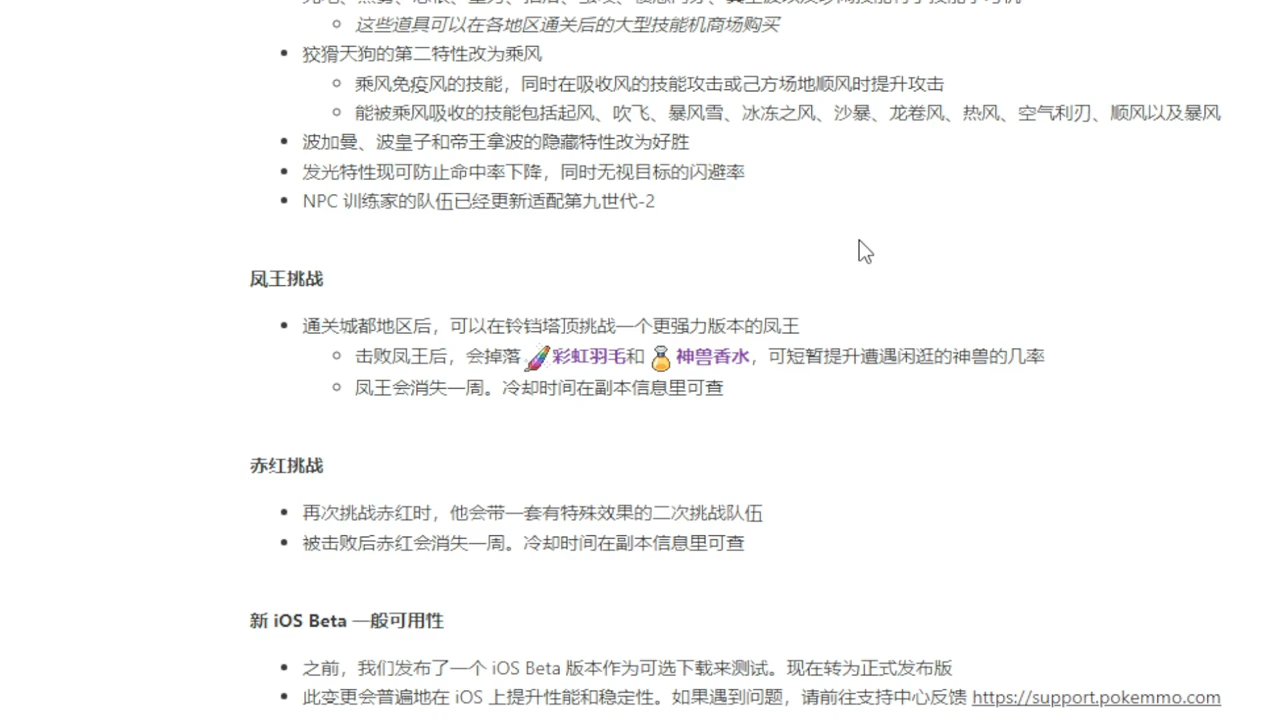 这些道具可以在各地区通关后的大型技能机商场购买
狡猾天狗的第二特性改为乘风
乘风免疫风的技能，同时在吸收风的技能攻击或己方场地顺风时提升攻击
能被乘风吸收的技能包括起风、吹飞、暴风雪、冰冻之风、沙暴、龙卷风、热风、空气利刃、顺风以及暴风
波加曼、波皇子和帝王拿波的隐藏特性改为好胜
发光特性现可防止命中率下降，同时无视目标的闪避率
NPC 训练家的队伍已经更新适配第九世代-2
凤王挑战
通关城都地区后，可以在铃铛塔顶挑战一个更强力版本的凤王
击败凤王后，会掉落 彩虹羽毛和 神兽香水，可短暂提升遭遇闲逛的神兽的几率
凤王会消失一周。冷却时间在副本信息里可查
赤红挑战
再次挑战赤红时，他会带一套有特殊效果的二次挑战队伍
被击败后赤红会消失一周。冷却时间在副本信息里可查
新 iOS Beta 一般可用性
之前，我们发布了一个 iOS Beta 版本作为可选下载来测试。现在转为正式发布版
此变更会普遍地在 iOS 上提升性能和稳定性。如果遇到问题，请前往支持中心反馈 https://support.pokemmo.com